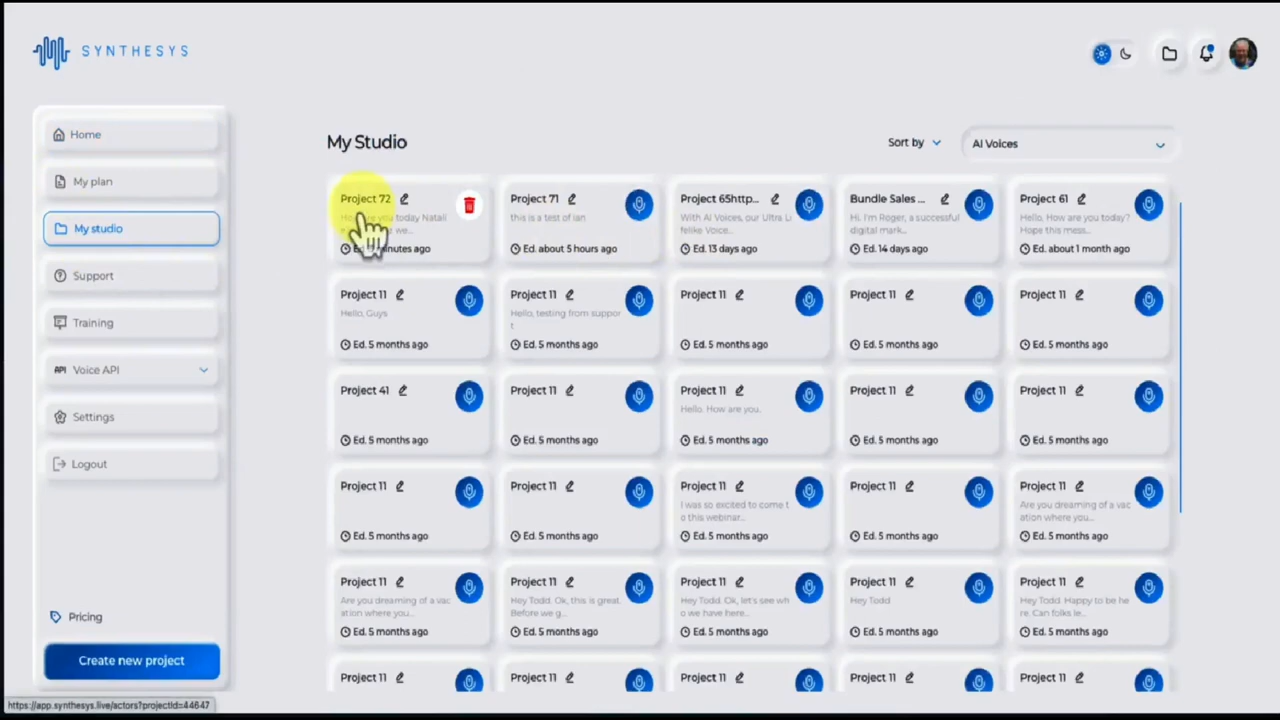 SYNTHESYS
Home
My plan
My studio
Support
Training
API Voice API
Settings
Logout
Pricing
Create new project
My Studio
Sort by
AI Voices
Project 72
you today Natali
we...
minutes ago
Project 71
this is a test of ian
Ed. about 5 hours ago
Project 65http...
With AI Voices, our Ultra Li
felike Voice...
Ed. 13 days ago
Bundle Sales ...
Hi. I'm Roger, a successful
digital mark...
Ed. 14 days ago
Project 61
Hello. How are you today?
Hope this mess...
Ed. about 1 month ago
Project 11
Hello, Guys
Ed. 5 months ago
Project 11
Hello, testing from suppor
t
Ed. 5 months ago
Project 11
Ed. 5 months ago
Project 11
Ed. 5 months ago
Project 11
Ed. 5 months ago
Project 41
Ed. 5 months ago
Project 11
Ed. 5 months ago
Project 11
Hello. How are you.
Ed. 5 months ago
Project 11
Ed. 5 months ago
Project 11
Ed. 5 months ago
Project 11
Ed. 5 months ago
Project 11
Ed. 5 months ago
Project 11
I was so excited to come t
o this webinar...
Ed. 5 months ago
Project 11
Ed. 5 months ago
Project 11
Are you dreaming of a vac
ation where you...
Ed. 5 months ago
Project 11
Are you dreaming of a vac
ation where you...
Ed. 5 months ago
Project 11
Hey Todd. Ok, this is great.
Before we g...
Ed. 5 months ago
Project 11
Hey Todd. Ok, let's see wh
o we have here...
Ed. 5 months ago
Project 11
Hey Todd
Ed. 5 months ago
Project 11
Hey Todd. Happy to be he
re. Can folks le...
Ed. 5 months ago
Project 11
Project 11
Project 11
Project 11
Project 11
https://app.synthesys.live/actors?projectId=44647